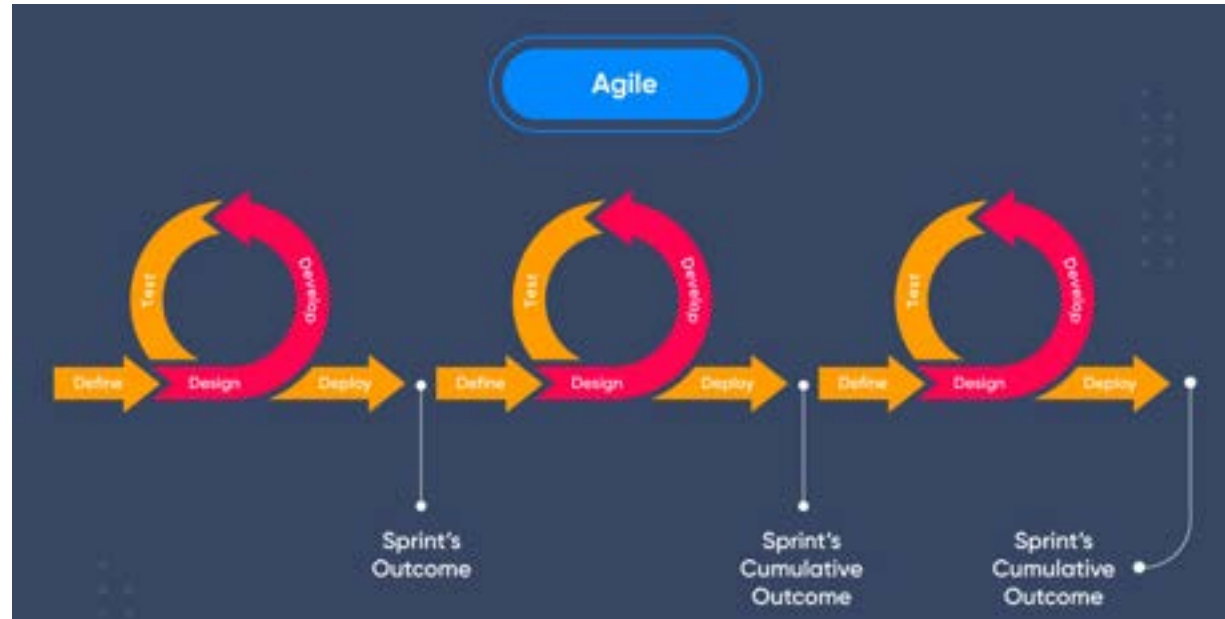 Agile
Test
Develop
Define
Design
Deploy
Test
Develop
Define
Design
Deploy
Test
Develop
Define
Design
Deploy
Sprint's
Outcome
Sprint's
Cumulative
Outcome
Sprint's
Cumulative
Outcome